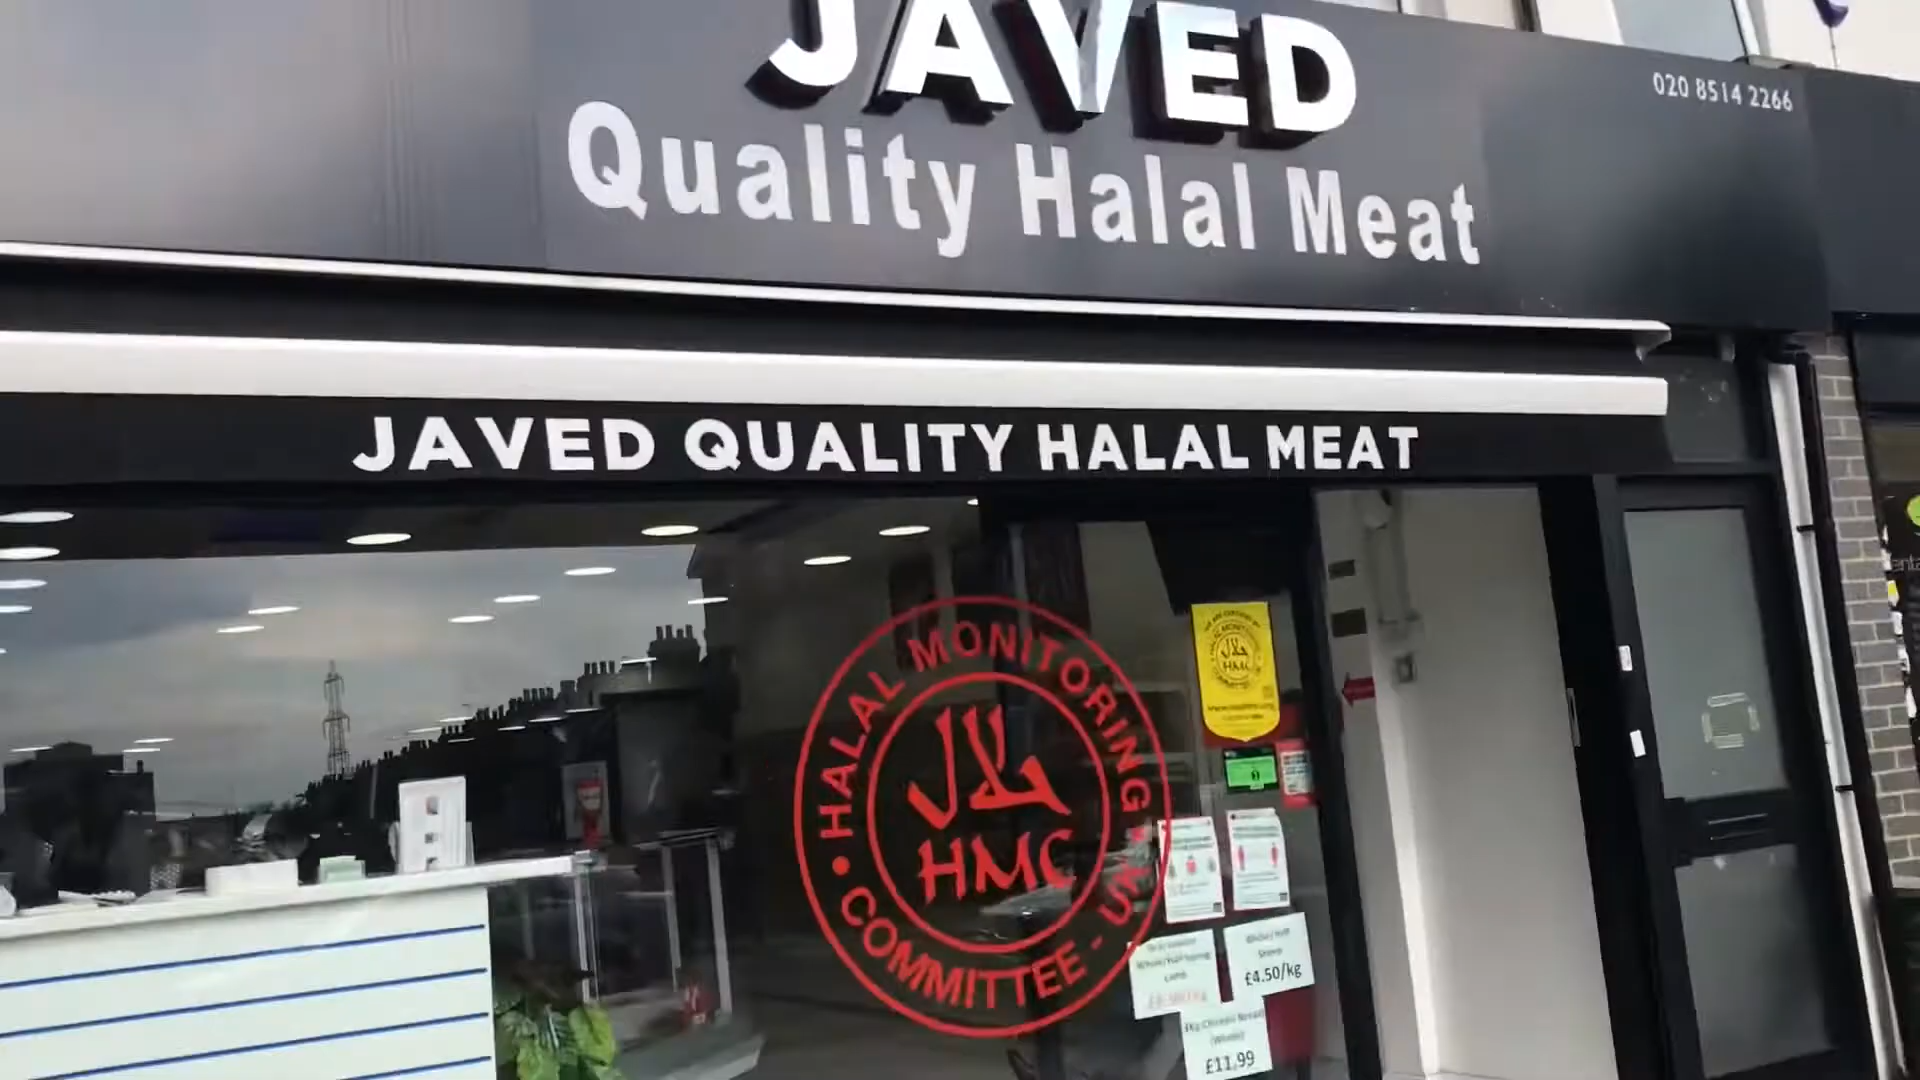 JAVED
020 8514 2266
Quality Halal Meat
JAVED QUALITY HALAL MEAT
HALAL MONITORING
COMMITTEE - UK
حلال
HMC
حلال
HMC
£4.50/kg
£11.99